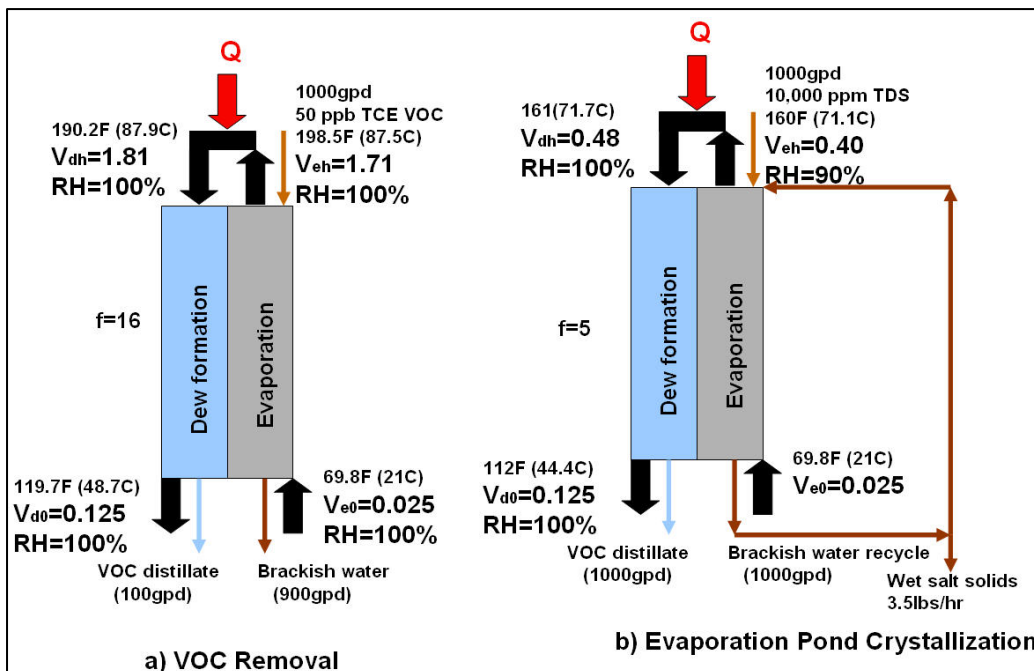 Q
1000gpd
50 ppb TCE VOC
190.2F (87.9C)
198.5F (87.5C)
Vdh=1.81
Veh=1.71
RH=100%
RH=100%
f=16
Dew formation
Evaporation
119.7F (48.7C)
69.8F (21C)
Vd0=0.125
Ve0=0.025
RH=100%
RH=100%
VOC distillate
(100gpd)
Brackish water
(900gpd)
a) VOC Removal
Q
1000gpd
10,000 ppm TDS
161(71.7C)
160F (71.1C)
Vdh=0.48
Veh=0.40
RH=100%
RH=90%
f=5
Dew formation
Evaporation
112F (44.4C)
69.8F (21C)
Vd0=0.125
Ve0=0.025
RH=100%
VOC distillate
(1000gpd)
Brackish water recycle
(1000gpd)
Wet salt solids
3.5lbs/hr
b) Evaporation Pond Crystallization